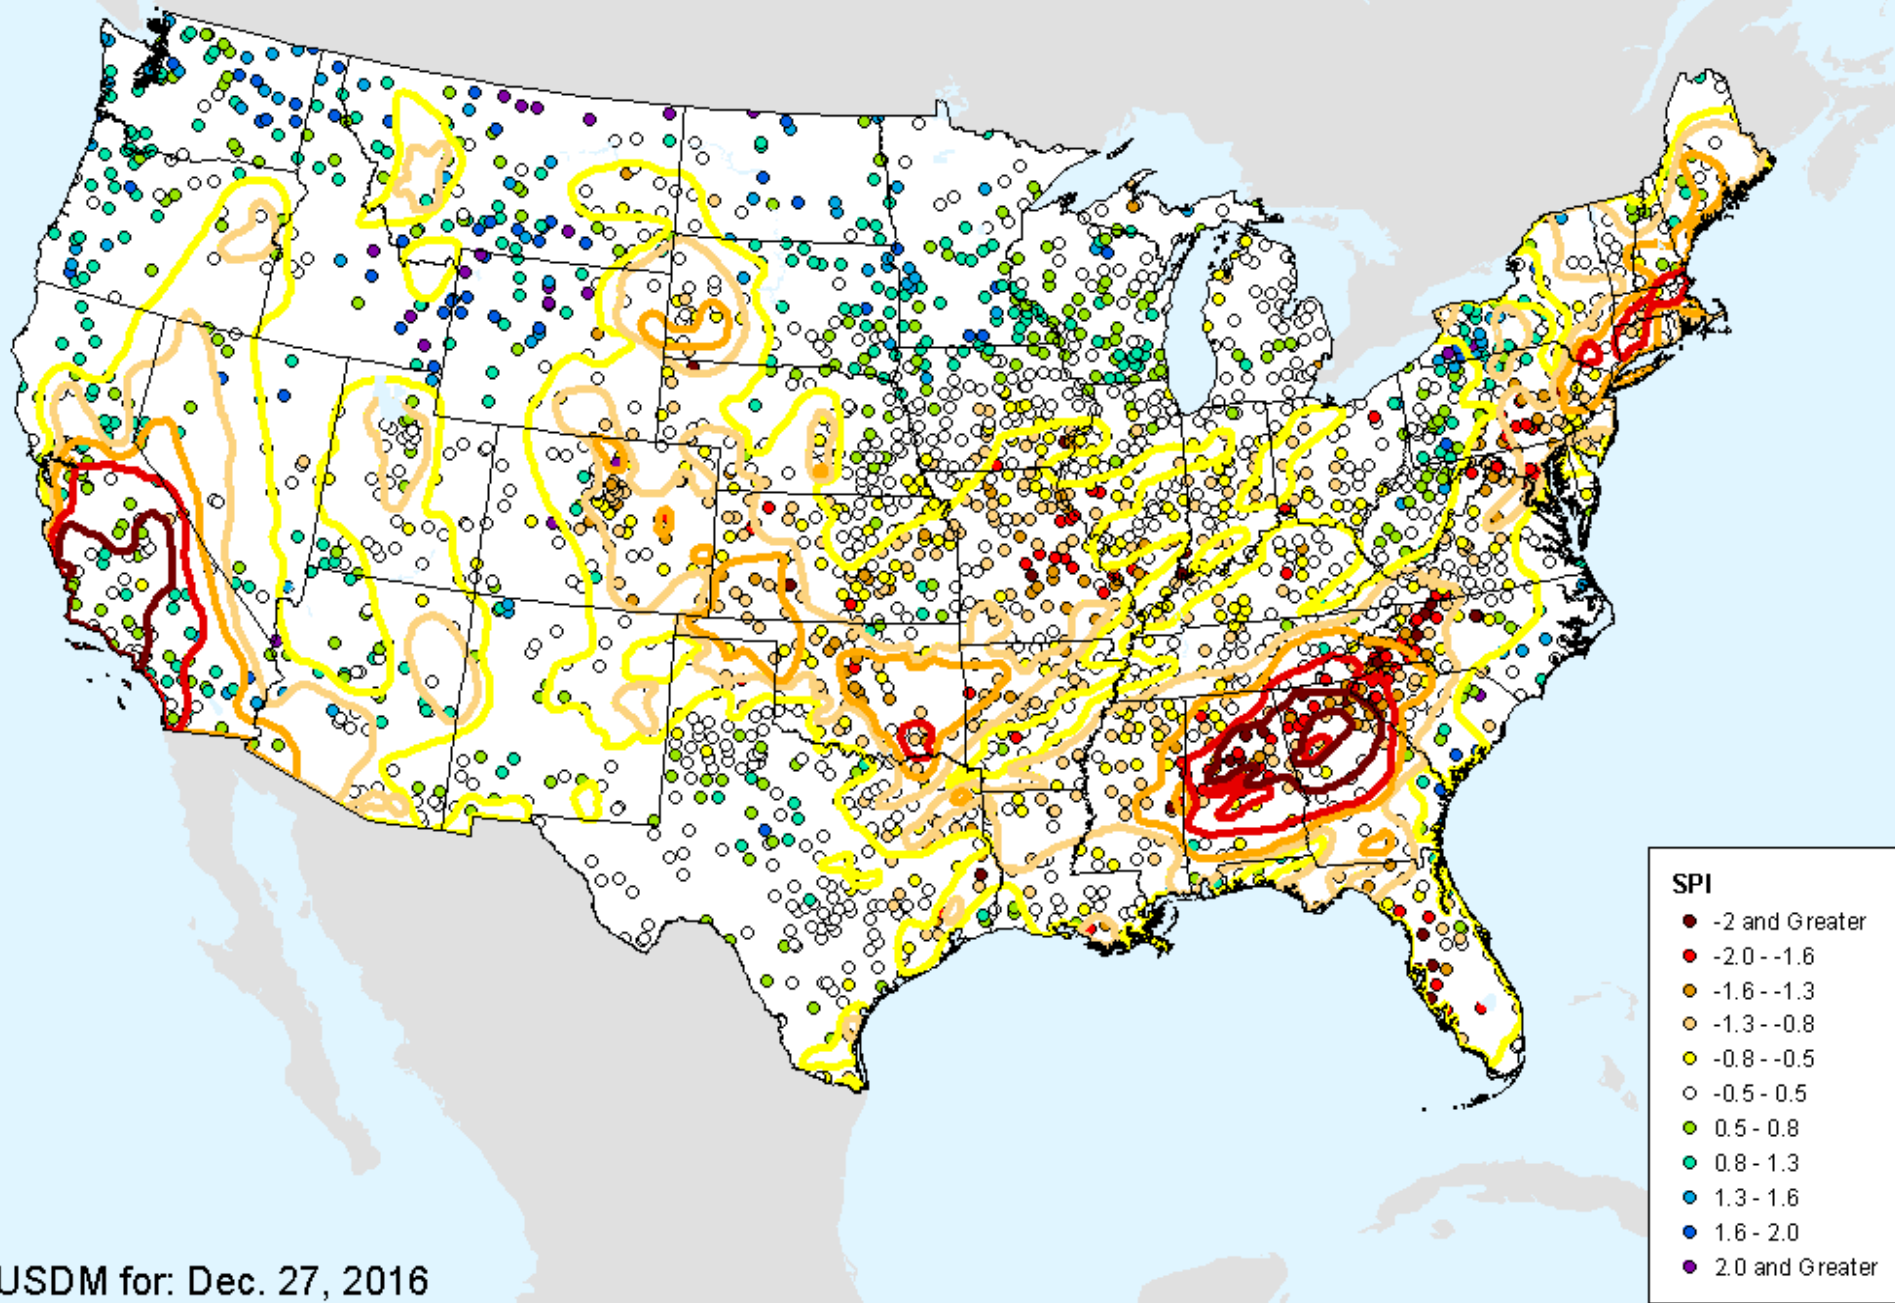 SPI
-2 and Greater
-2.0 - -1.6
-1.6 - -1.3
-1.3 - -0.8
-0.8 - -0.5
-0.5 - 0.5
0.5 - 0.8
0.8 - 1.3
1.3 - 1.6
1.6 - 2.0
2.0 and Greater
USDM for: Dec. 27, 2016